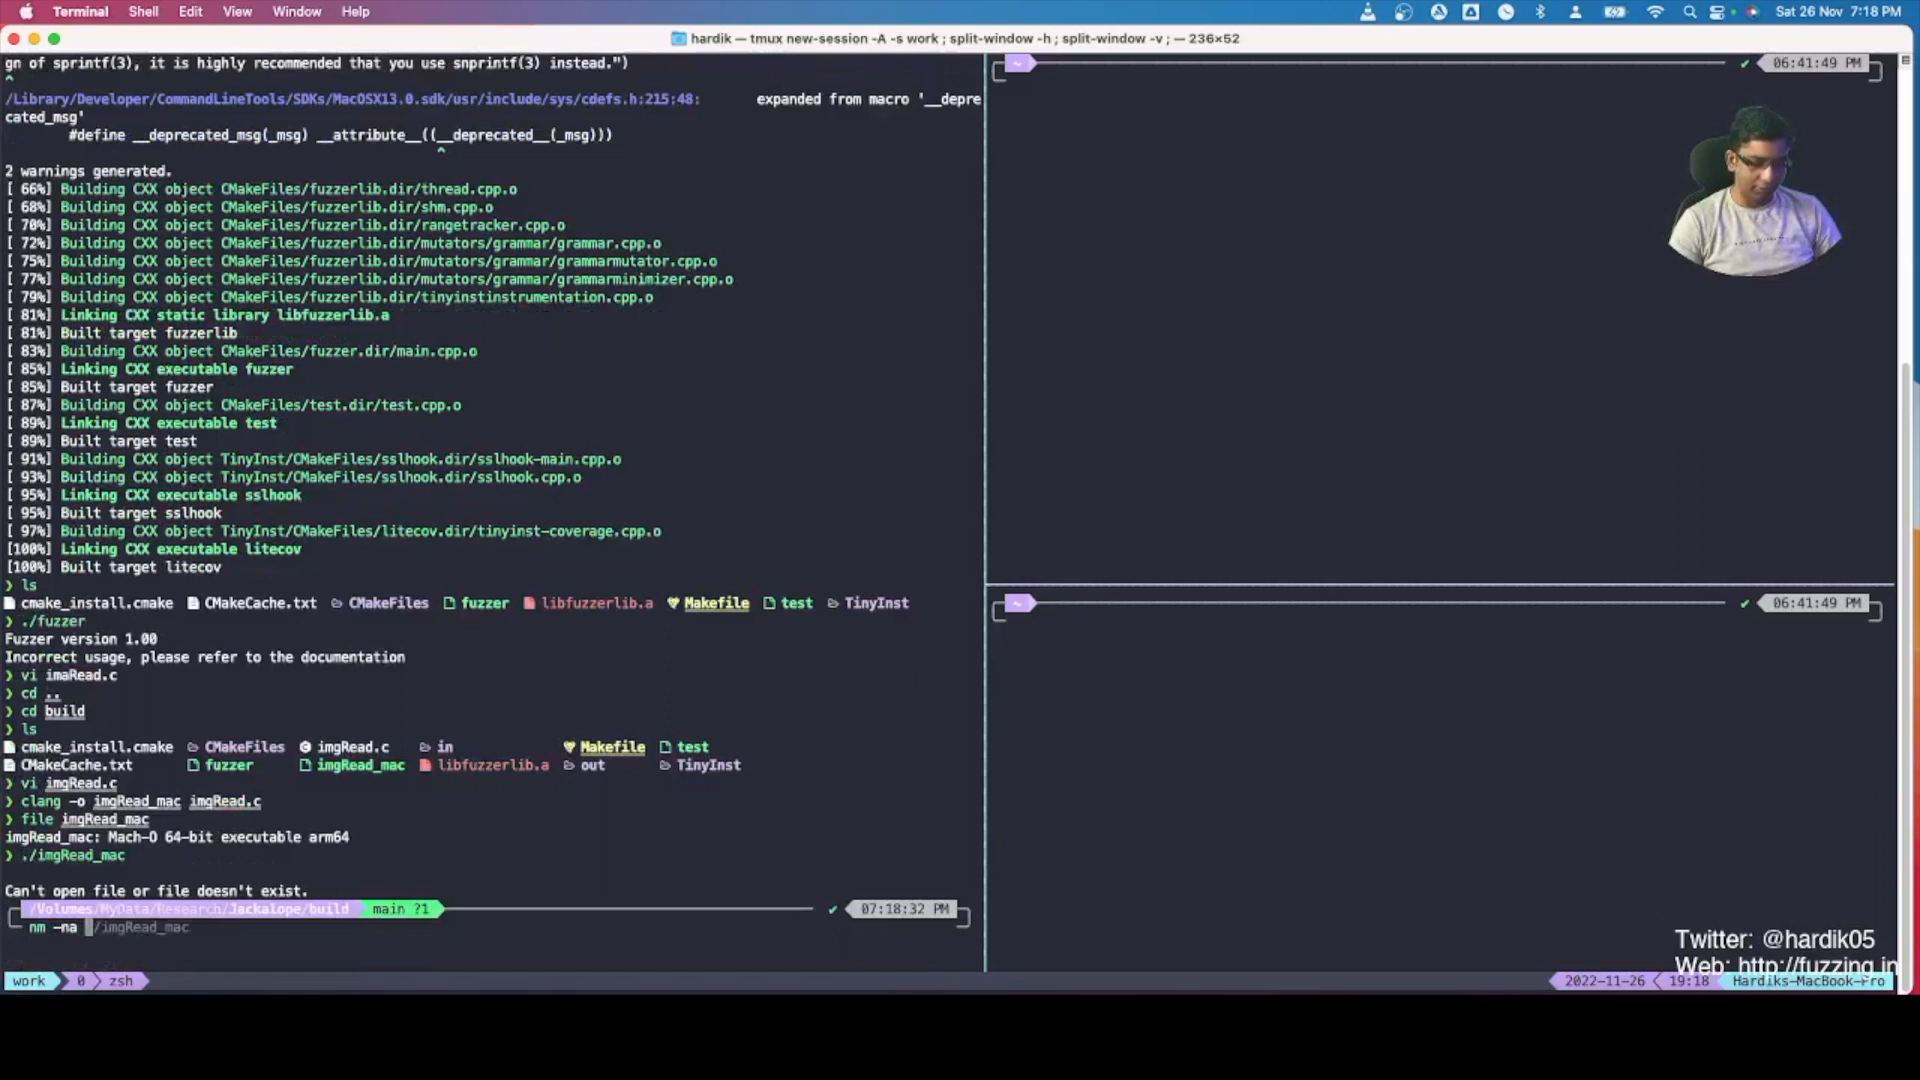 Terminal Shell Edit View Window Help Sat 26 Nov 7:18 PM
hardik — tmux new-session -A -s work ; split-window -h ; split-window -v ; — 236×52
gn of sprintf(3), it is highly recommended that you use snprintf(3) instead.")
^
/Library/Developer/CommandLineTools/SDKs/MacOSX13.0.sdk/usr/include/sys/cdefs.h:215:48: expanded from macro '__depre
cated_msg'
#define __deprecated_msg(_msg) __attribute__((__deprecated__(_msg)))
^
2 warnings generated.
[ 66%] Building CXX object CMakeFiles/fuzzerlib.dir/thread.cpp.o
[ 68%] Building CXX object CMakeFiles/fuzzerlib.dir/shm.cpp.o
[ 70%] Building CXX object CMakeFiles/fuzzerlib.dir/rangetracker.cpp.o
[ 72%] Building CXX object CMakeFiles/fuzzerlib.dir/mutators/grammar/grammar.cpp.o
[ 75%] Building CXX object CMakeFiles/fuzzerlib.dir/mutators/grammar/grammarmutator.cpp.o
[ 77%] Building CXX object CMakeFiles/fuzzerlib.dir/mutators/grammar/grammarminimizer.cpp.o
[ 79%] Building CXX object CMakeFiles/fuzzerlib.dir/tinyinstinstrumentation.cpp.o
[ 81%] Linking CXX static library libfuzzerlib.a
[ 81%] Built target fuzzerlib
[ 83%] Building CXX object CMakeFiles/fuzzer.dir/main.cpp.o
[ 85%] Linking CXX executable fuzzer
[ 85%] Built target fuzzer
[ 87%] Building CXX object CMakeFiles/test.dir/test.cpp.o
[ 89%] Linking CXX executable test
[ 89%] Built target test
[ 91%] Building CXX object TinyInst/CMakeFiles/sslhook.dir/sslhook-main.cpp.o
[ 93%] Building CXX object TinyInst/CMakeFiles/sslhook.dir/sslhook.cpp.o
[ 95%] Linking CXX executable sslhook
[ 95%] Built target sslhook
[ 97%] Building CXX object TinyInst/CMakeFiles/litecov.dir/tinyinst-coverage.cpp.o
[100%] Linking CXX executable litecov
[100%] Built target litecov
❯ ls
cmake_install.cmake CMakeCache.txt CMakeFiles fuzzer libfuzzerlib.a Makefile test TinyInst
❯ ./fuzzer
Fuzzer version 1.00
Incorrect usage, please refer to the documentation
❯ vi imaRead.c
❯ cd ..
❯ cd build
❯ ls
cmake_install.cmake CMakeFiles imgRead.c in Makefile test
CMakeCache.txt fuzzer imgRead_mac libfuzzerlib.a out TinyInst
❯ vi imgRead.c
❯ clang -o imgRead_mac imgRead.c
❯ file imgRead_mac
imgRead_mac: Mach-O 64-bit executable arm64
❯ ./imgRead_mac
Can't open file or file doesn't exist.
/Volumes/MyData/Research/Jackalope/build main ?1 ✔ 07:18:32 PM
nm -na ./imgRead_mac
~ ✔ 06:41:49 PM
~ ✔ 06:41:49 PM
Twitter: @hardik05
Web: http://fuzzing.in
work 0 zsh 2022-11-26 19:18 Hardiks-MacBook-Pro